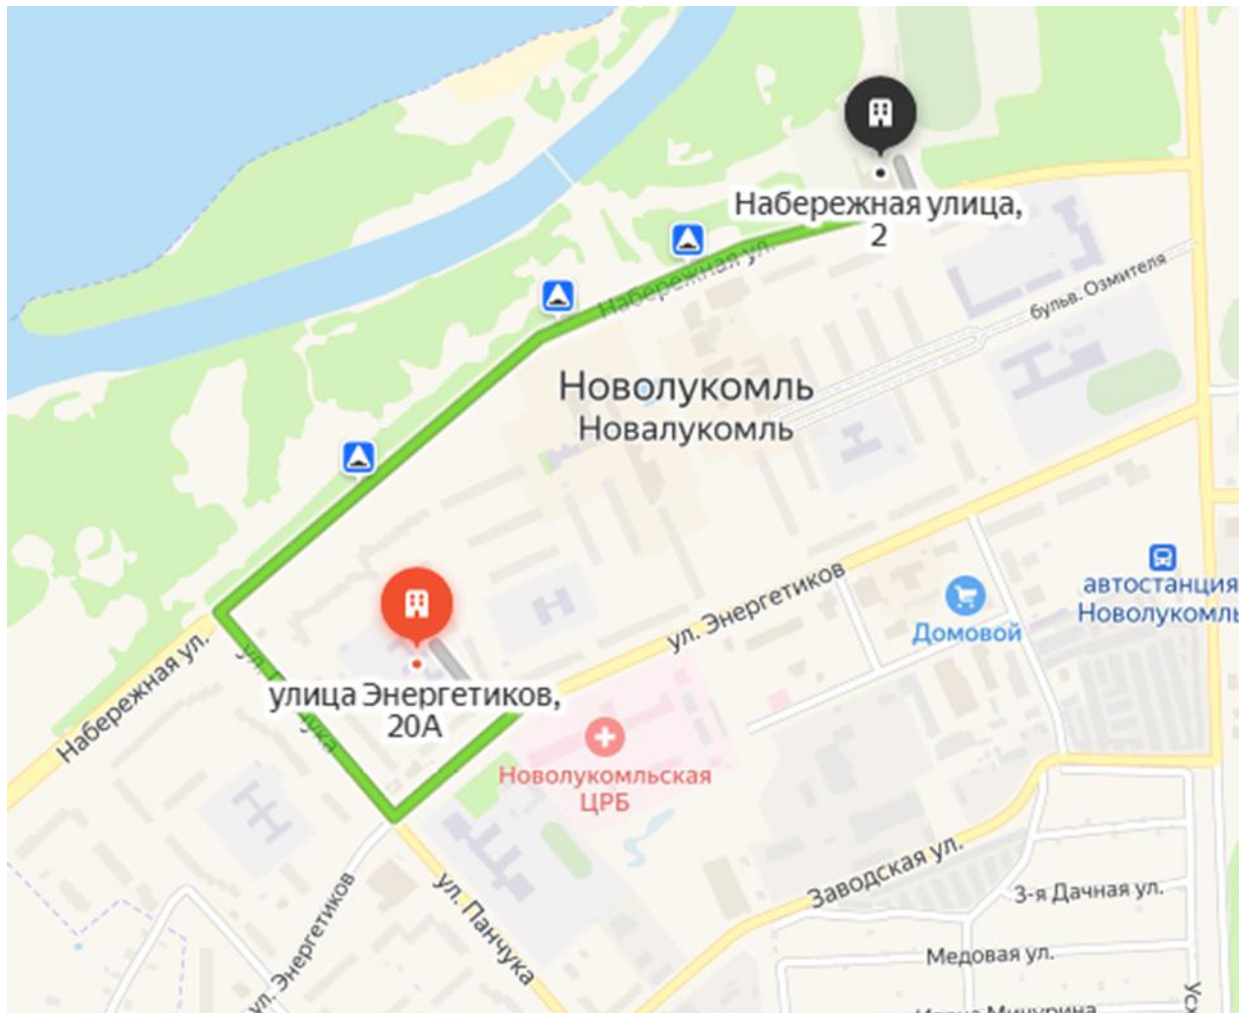 Набережная улица,
2
Набережная ул.
бульв. Озмителя
Новолукомль
Новалукомль
ул. Энергетиков
автостанция
Новолукомль
Домовой
Набережная ул.
улица Энергетиков,
20А
Новолукомльская
ЦРБ
Заводская ул.
ул. Панчука
ул. Энергетиков
3-я Дачная ул.
Медовая ул.